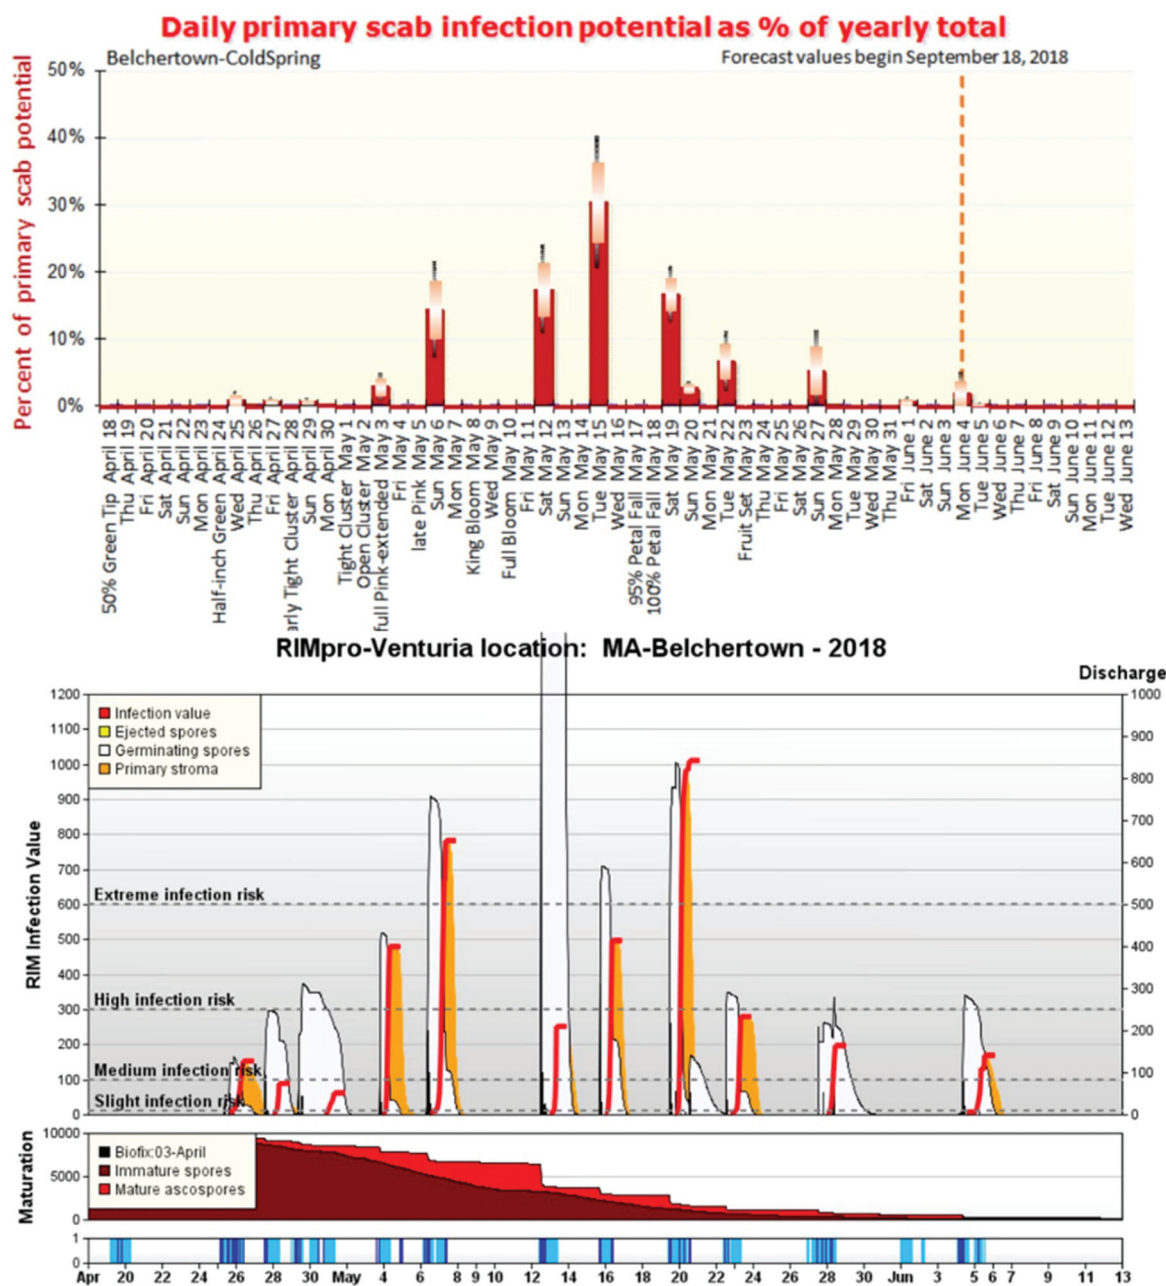 Daily primary scab infection potential as % of yearly total
Belchertown-ColdSpring
Forecast values begin September 18, 2018
Percent of primary scab potential
50%
40%
30%
20%
10%
0%
50% Green Tip April 18
Thu April 19
Fri April 20
Sat April 21
Sun April 22
Mon April 23
Half-inch Green April 24
Wed April 25
Thu April 26
Fri April 27
arly Tight Cluster April 28
Sun April 29
Mon April 30
Tight Cluster May 1
Open Cluster May 2
full Pink-extended May 3
Fri May 4
late Pink May 5
Sun May 6
Mon May 7
King Bloom May 8
Wed May 9
Full Bloom May 10
Fri May 11
Sat May 12
Sun May 13
Mon May 14
Tue May 15
Wed May 16
95% Petal Fall May 17
100% Petal Fall May 18
Sat May 19
Sun May 20
Mon May 21
Tue May 22
Fruit Set May 23
Thu May 24
Fri May 25
Sat May 26
Sun May 27
Mon May 28
Tue May 29
Wed May 30
Thu May 31
Fri June 1
Sat June 2
Sun June 3
Mon June 4
Tue June 5
Wed June 6
Thu June 7
Fri June 8
Sat June 9
Sun June 10
Mon June 11
Tue June 12
Wed June 13
RIMpro-Venturia location: MA-Belchertown - 2018
Discharge
RIM Infection Value
1200
1100
1000
900
800
700
600
500
400
300
200
100
0
Infection value
Ejected spores
Germinating spores
Primary stroma
Extreme infection risk
High infection risk
Medium infection risk
Slight infection risk
1000
900
800
700
600
500
400
300
200
100
0
Maturation
10000
5000
0
Biofix:03-April
Immature spores
Mature ascospores
1
0
Apr 20 22 24 26 28 30 May 4 6 8 9 10 12 14 16 18 20 22 24 26 28 30 Jun 3 5 7 9 11 13